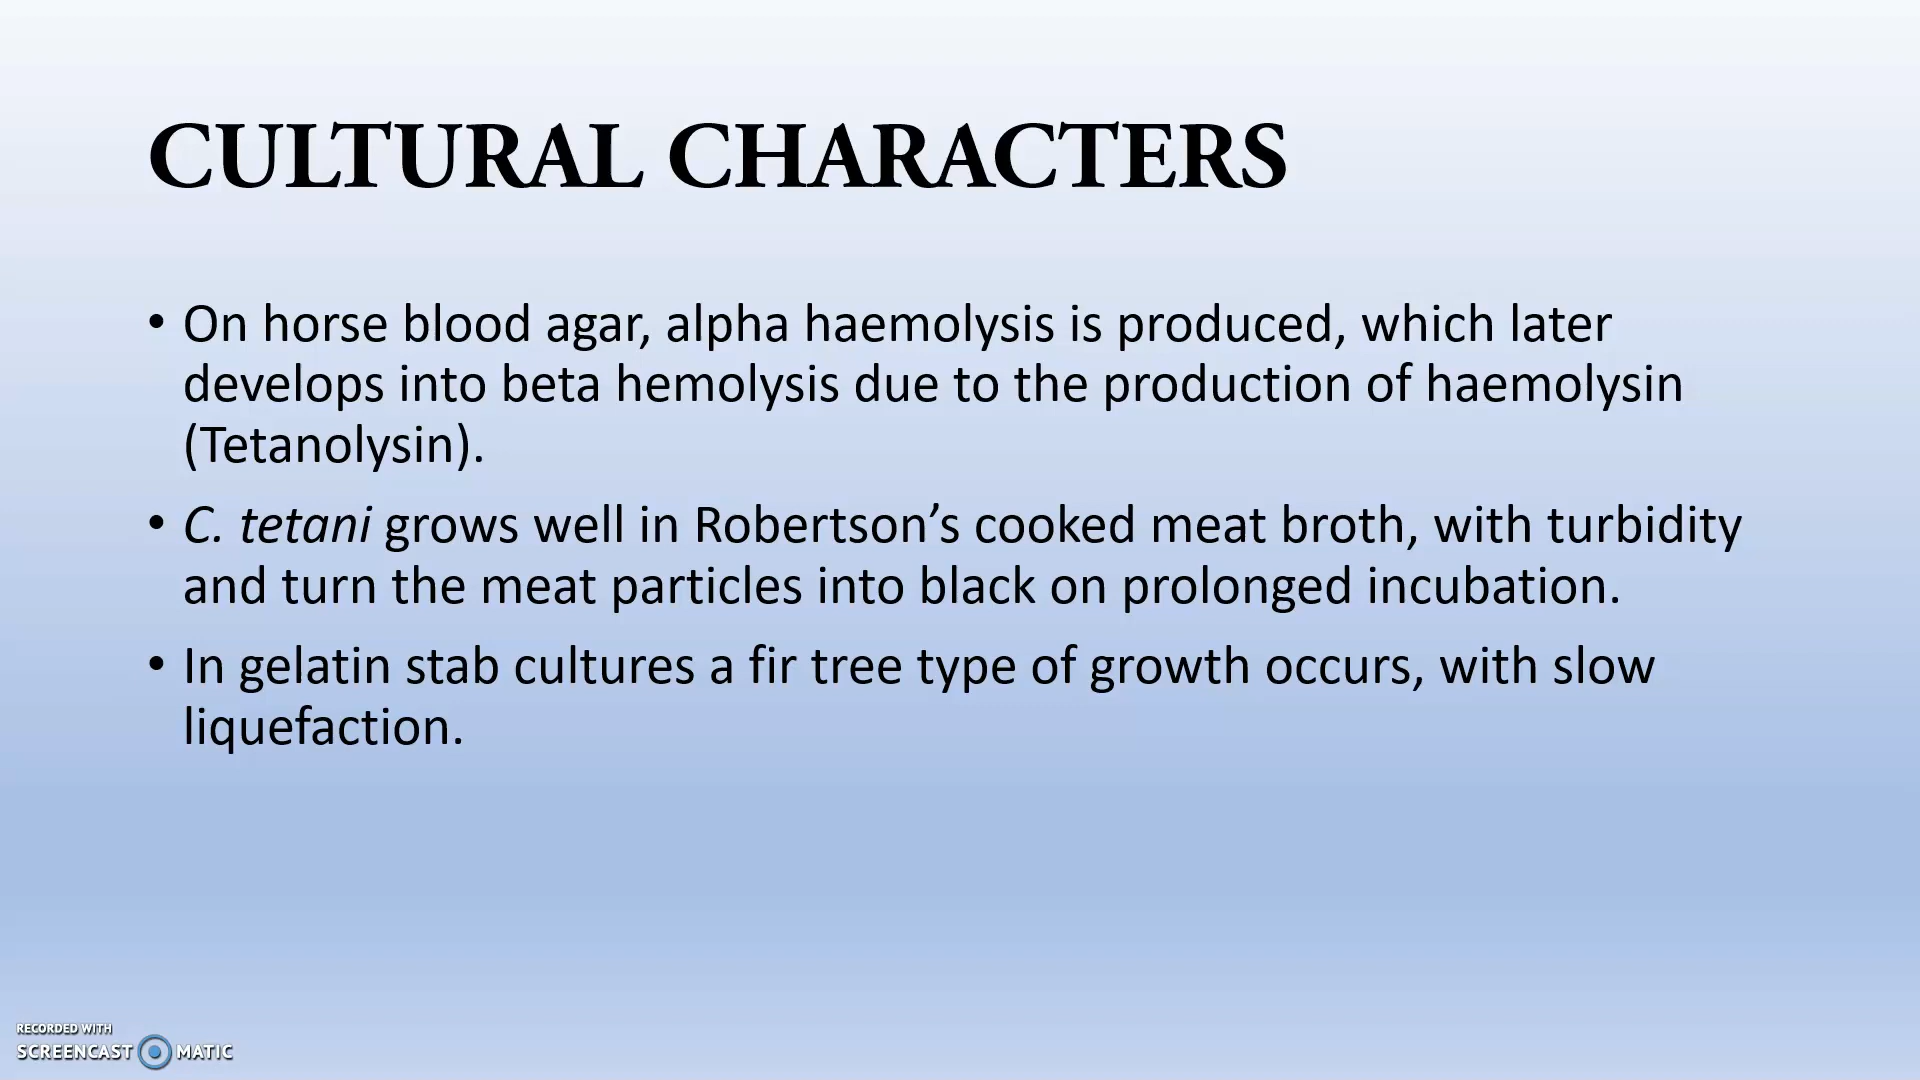 CULTURAL CHARACTERS
• On horse blood agar, alpha haemolysis is produced, which later
develops into beta hemolysis due to the production of haemolysin
(Tetanolysin).
• C. tetani grows well in Robertson’s cooked meat broth, with turbidity
and turn the meat particles into black on prolonged incubation.
• In gelatin stab cultures a fir tree type of growth occurs, with slow
liquefaction.
RECORDED WITH
SCREENCAST MATIC